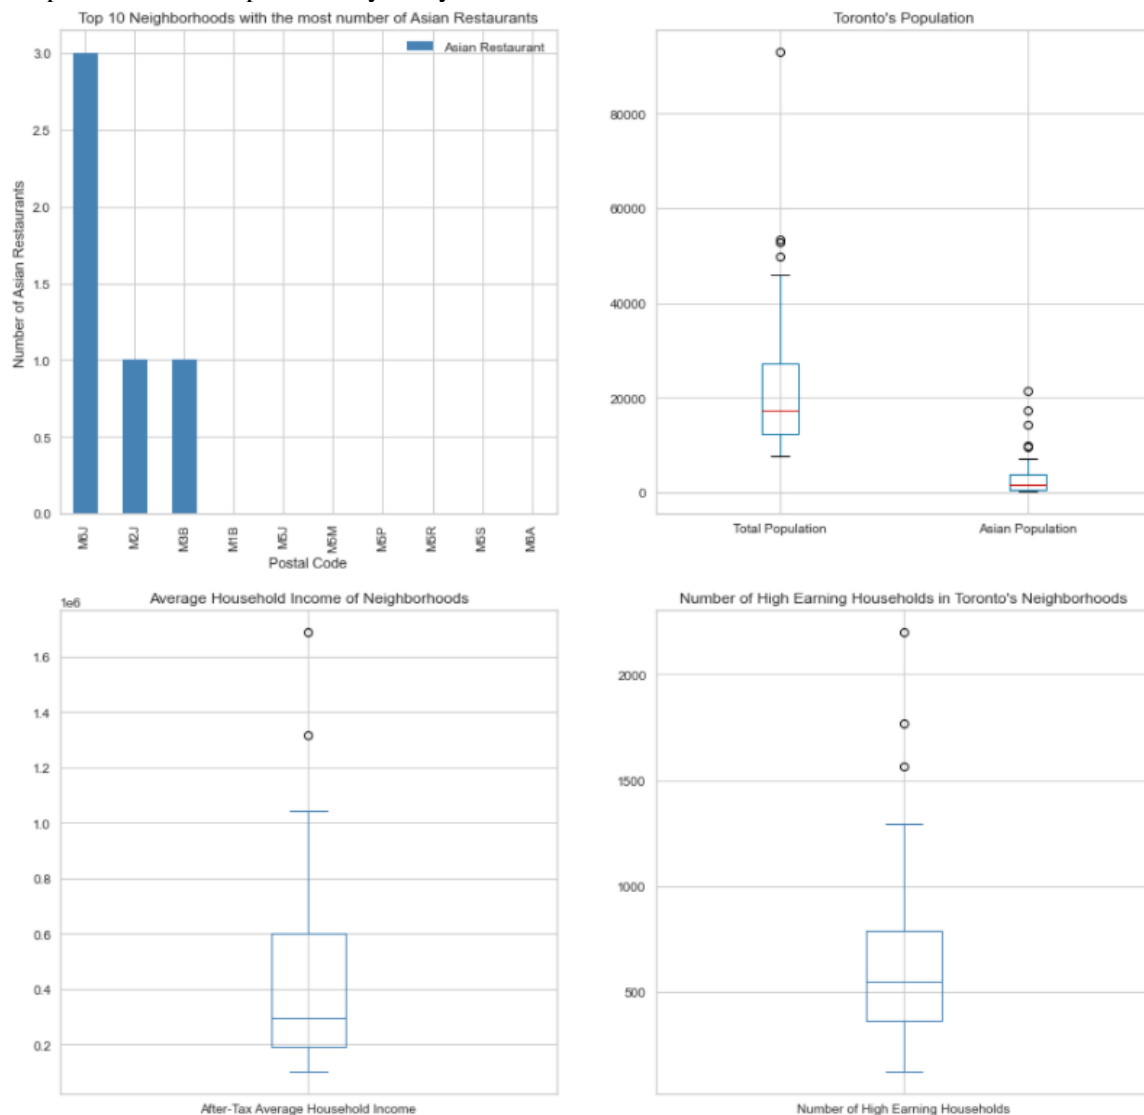 Top 10 Neighborhoods with the most number of Asian Restaurants
Asian Restaurant
3.0
2.5
2.0
1.5
1.0
0.5
0.0
Number of Asian Restaurants
M6J M2J M3B M1B M5J M5M M5P M5R M5S M6A
Postal Code
Toronto's Population
80000
60000
40000
20000
0
Total Population Asian Population
Average Household Income of Neighborhoods
1e6
1.6
1.4
1.2
1.0
0.8
0.6
0.4
0.2
After-Tax Average Household Income
Number of High Earning Households in Toronto's Neighborhoods
2000
1500
1000
500
Number of High Earning Households